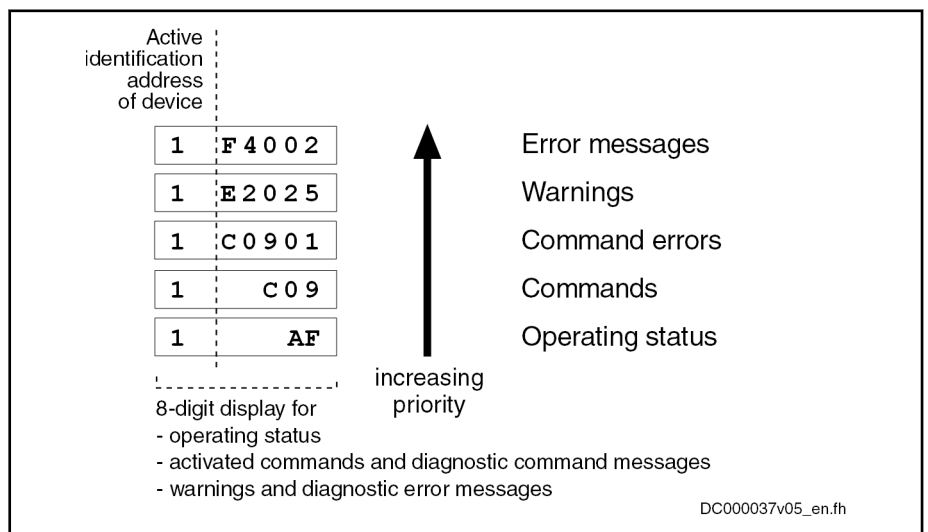 Active
identification
address
of device
1 F4002 Error messages
1 E2025 Warnings
1 C0901 Command errors
1 C09 Commands
1 AF Operating status
increasing
priority
8-digit display for
- operating status
- activated commands and diagnostic command messages
- warnings and diagnostic error messages
DC000037v05_en.fh